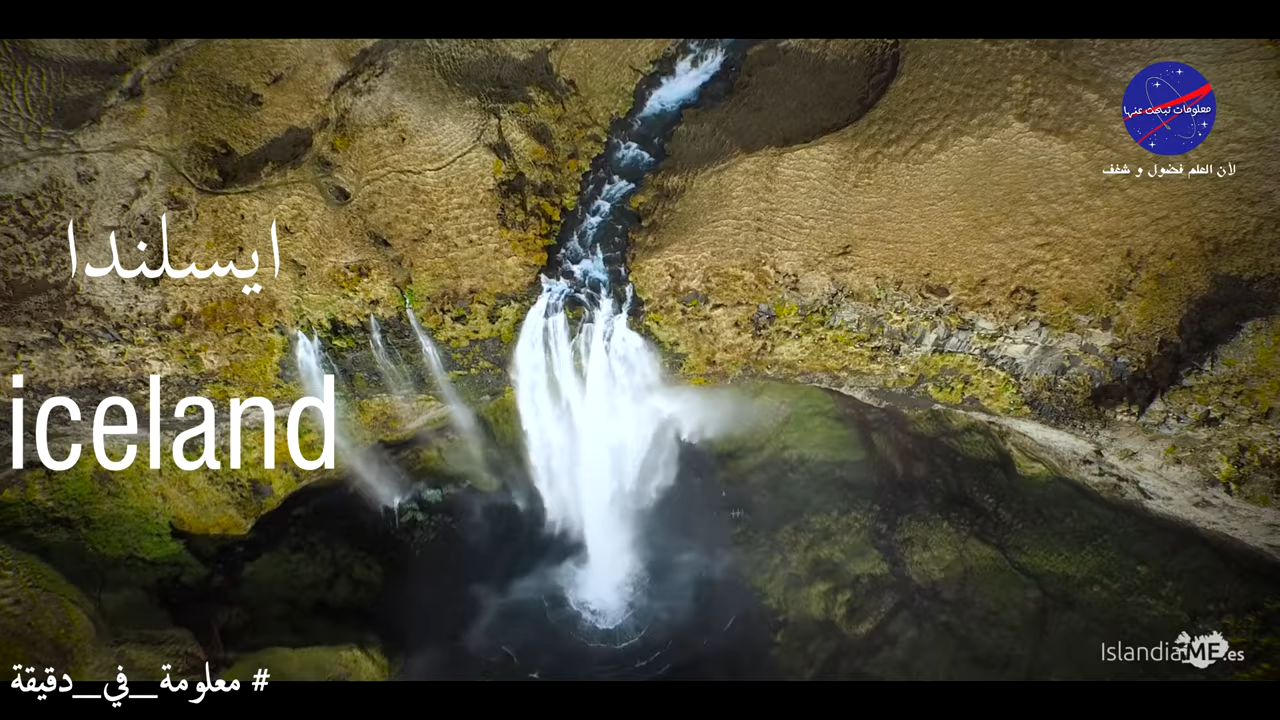 معلومات تبحث عنها
لأن العلم فضول و شغف
ايسلندا
iceland
IslandiaME.es
# معلومة_في_دقيقة